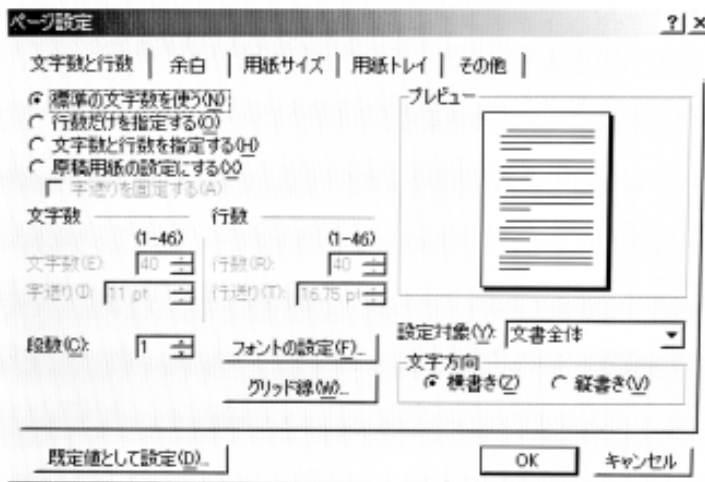 ページ設定
文字数と行数 余白 用紙サイズ 用紙トレイ その他
標準の文字数を使う(N)
行数だけを指定する(O)
文字数と行数を指定する(H)
原稿用紙の設定にする(X)
字送りを固定する(A)
プレビュー
文字数 行数
(1-46) (1-46)
文字数(E): 40 行数(R): 40
字送り(I): 11 pt 行送り(T): 16.75 pt
段数(C): 1 フォントの設定(F)...
グリッド線(W)...
設定対象(Y): 文書全体
文字方向
横書き(Z) 縦書き(V)
既定値として設定(D)... OK キャンセル